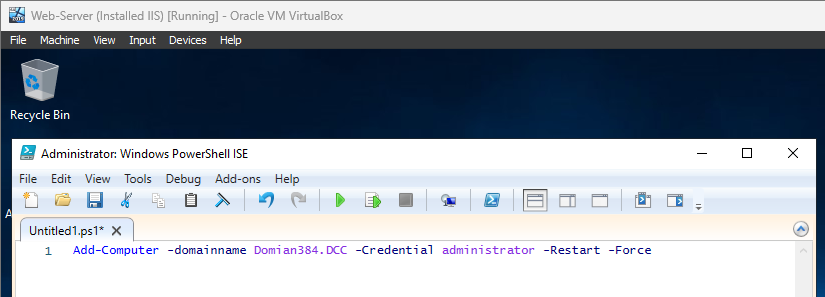 Web-Server (Installed IIS) [Running] - Oracle VM VirtualBox
File Machine View Input Devices Help
Recycle Bin
Administrator: Windows PowerShell ISE
File Edit View Tools Debug Add-ons Help
A
Untitled1.ps1*
1 Add-Computer -domainname Domian384.DCC -Credential administrator -Restart -Force